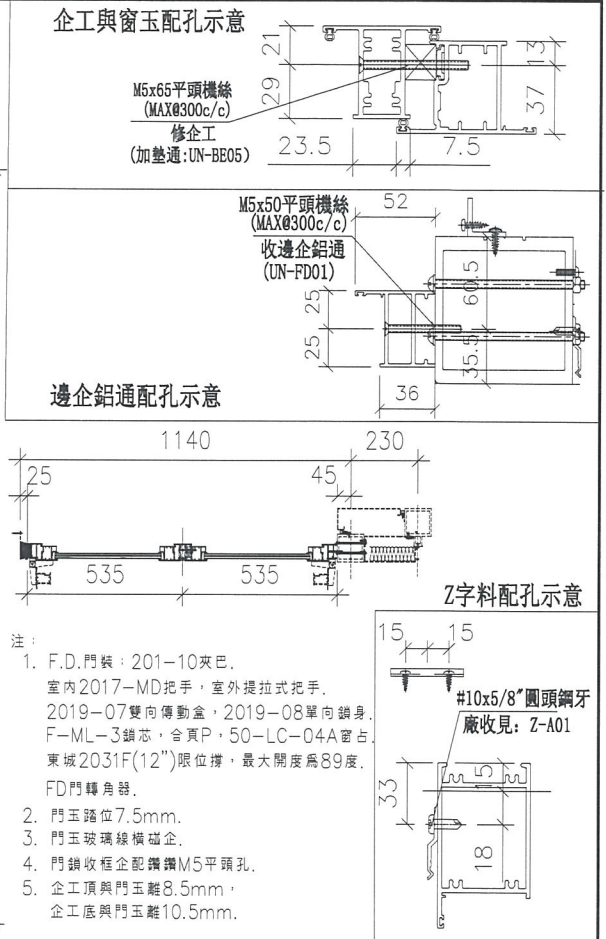 企工與窗玉配孔示意
21
29
13
37
M5x65平頭機絲
(MAX@300c/c)
修企工
(加墊通:UN-BE05)
23.5
7.5
M5x50平頭機絲
(MAX@300c/c)
收邊企鋁通
(UN-FD01)
52
60.5
35.5
25
25
36
邊企鋁通配孔示意
1140
230
25
45
535
535
Z字料配孔示意
15
15
#10x5/8"圓頭鋼牙
廠收見: Z-A01
33
5
18
注:
1. F.D.門裝:201-10夾巴.
室內2017-MD把手,室外提拉式把手.
2019-07雙向傳動盒,2019-08單向鎖身.
F-ML-3鎖芯,合頁P,50-LC-04A窗占.
東城2031F(12")限位撐,最大開度爲89度.
FD門轉角器.
2. 門玉踏位7.5mm.
3. 門玉玻璃線橫碰企.
4. 門鎖收框企配鑽鑽M5平頭孔.
5. 企工頂與門玉離8.5mm,
企工底與門玉離10.5mm.